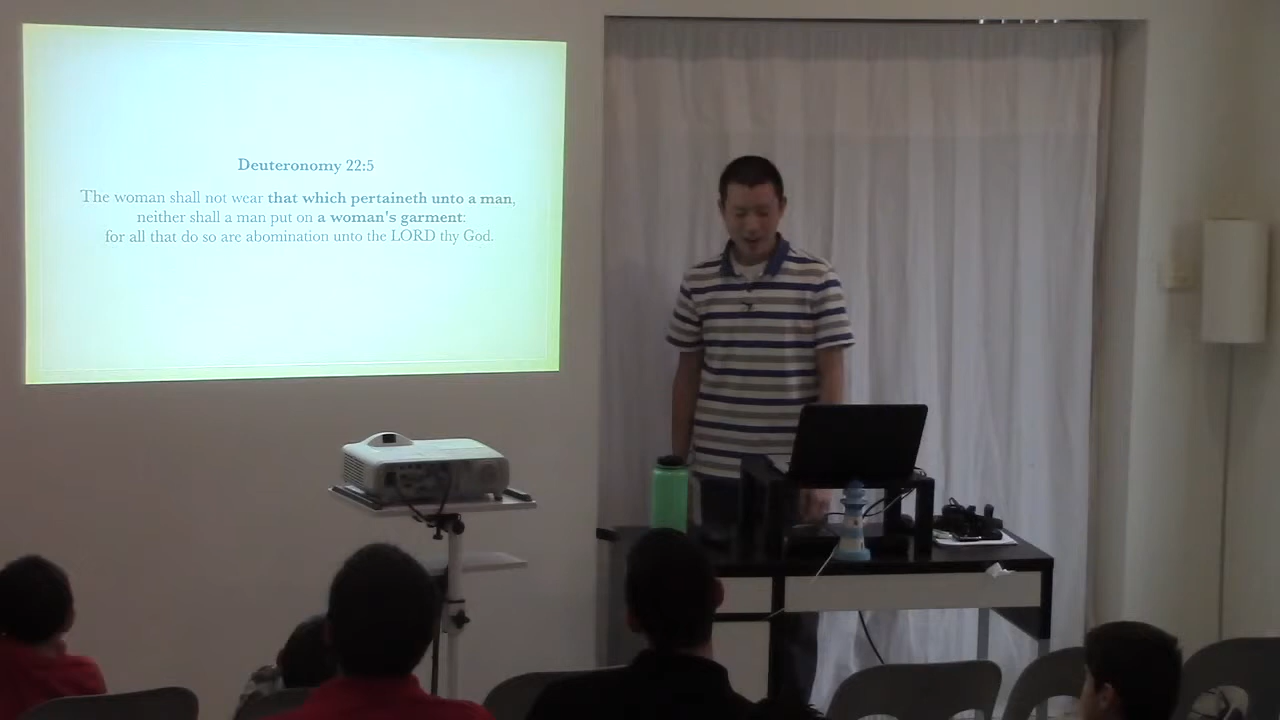 Deuteronomy 22:5
The woman shall not wear that which pertaineth unto a man,
neither shall a man put on a woman's garment:
for all that do so are abomination unto the LORD thy God.